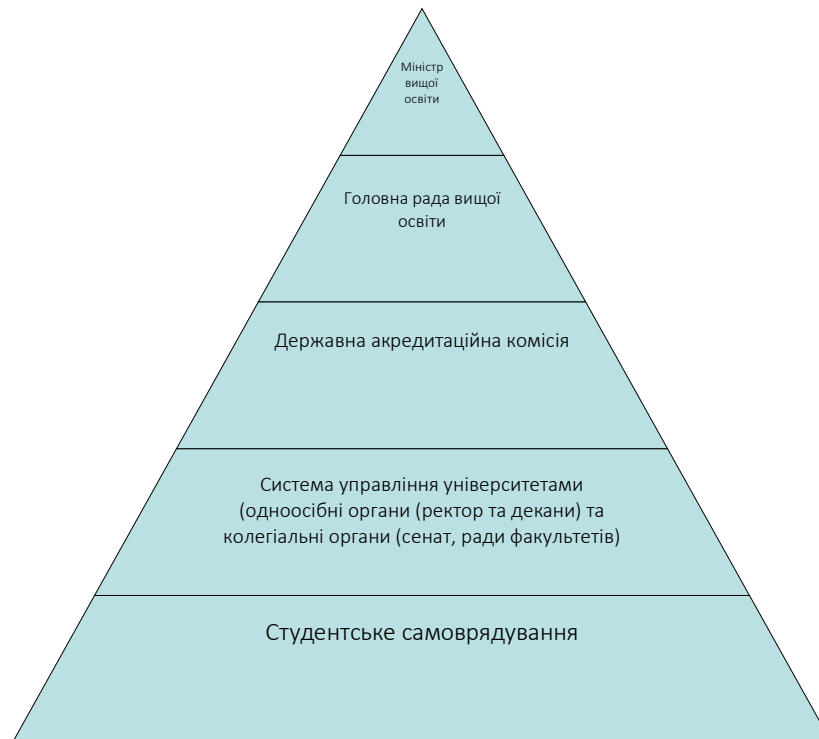 Міністр
вищої
освіти
Головна рада вищої
освіти
Державна акредитаційна комісія
Система управління університетами
(одноосібні органи (ректор та декани) та
колегіальні органи (сенат, ради факультетів)
Студентське самоврядування